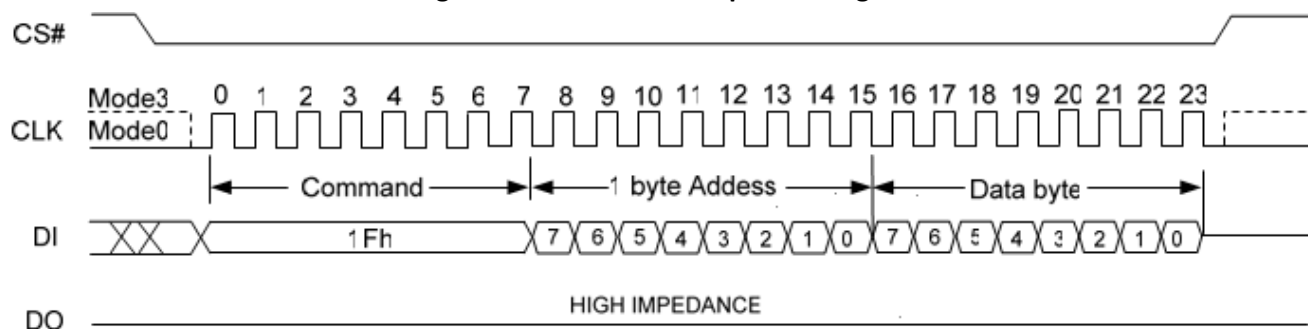 CS#
Mode3 0 1 2 3 4 5 6 7 8 9 10 11 12 13 14 15 16 17 18 19 20 21 22 23
CLK Mode0
Command 1 byte Addess Data byte
DI 1Fh 7 6 5 4 3 2 1 0 7 6 5 4 3 2 1 0
HIGH IMPEDANCE
DO